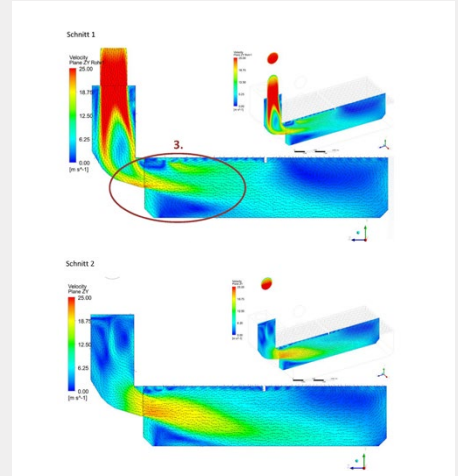 Schnitt 1
Velocity
Plane ZY Rohr
25.00
18.75
12.50
6.25
0.00
[m s^-1]
3.
Schnitt 2
Velocity
Plane ZY
25.00
18.75
12.50
6.25
0.00
[m s^-1]